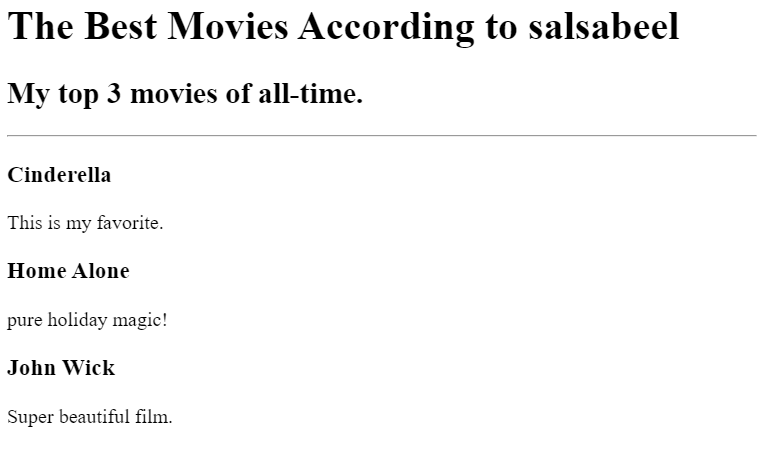 The Best Movies According to salsabeel
My top 3 movies of all-time.
Cinderella
This is my favorite.
Home Alone
pure holiday magic!
John Wick
Super beautiful film.